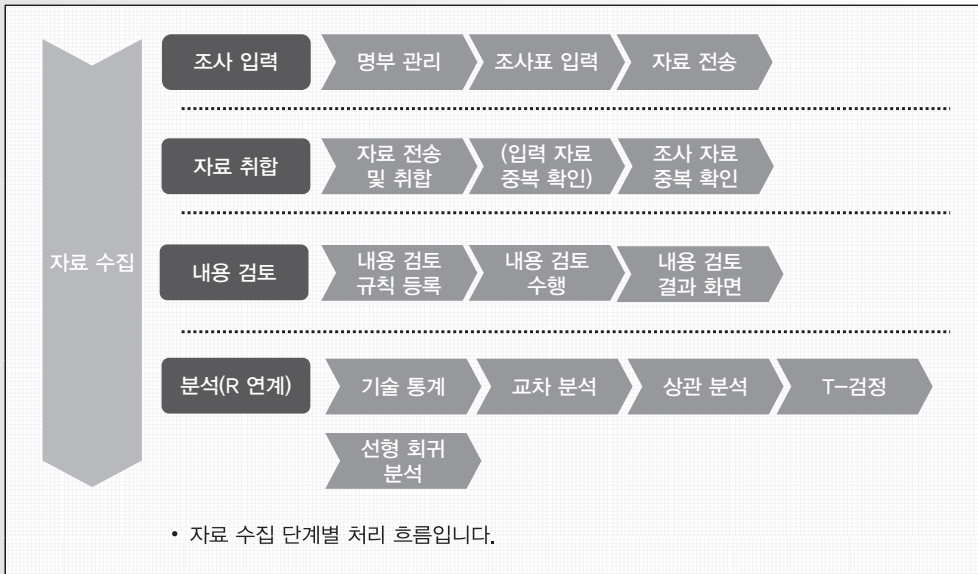 자료 수집
조사 입력
명부 관리
조사표 입력
자료 전송
자료 취합
자료 전송
및 취합
(입력 자료
중복 확인)
조사 자료
중복 확인
내용 검토
내용 검토
규칙 등록
내용 검토
수행
내용 검토
결과 화면
분석(R 연계)
기술 통계
교차 분석
상관 분석
T-검정
선형 회귀
분석
• 자료 수집 단계별 처리 흐름입니다.